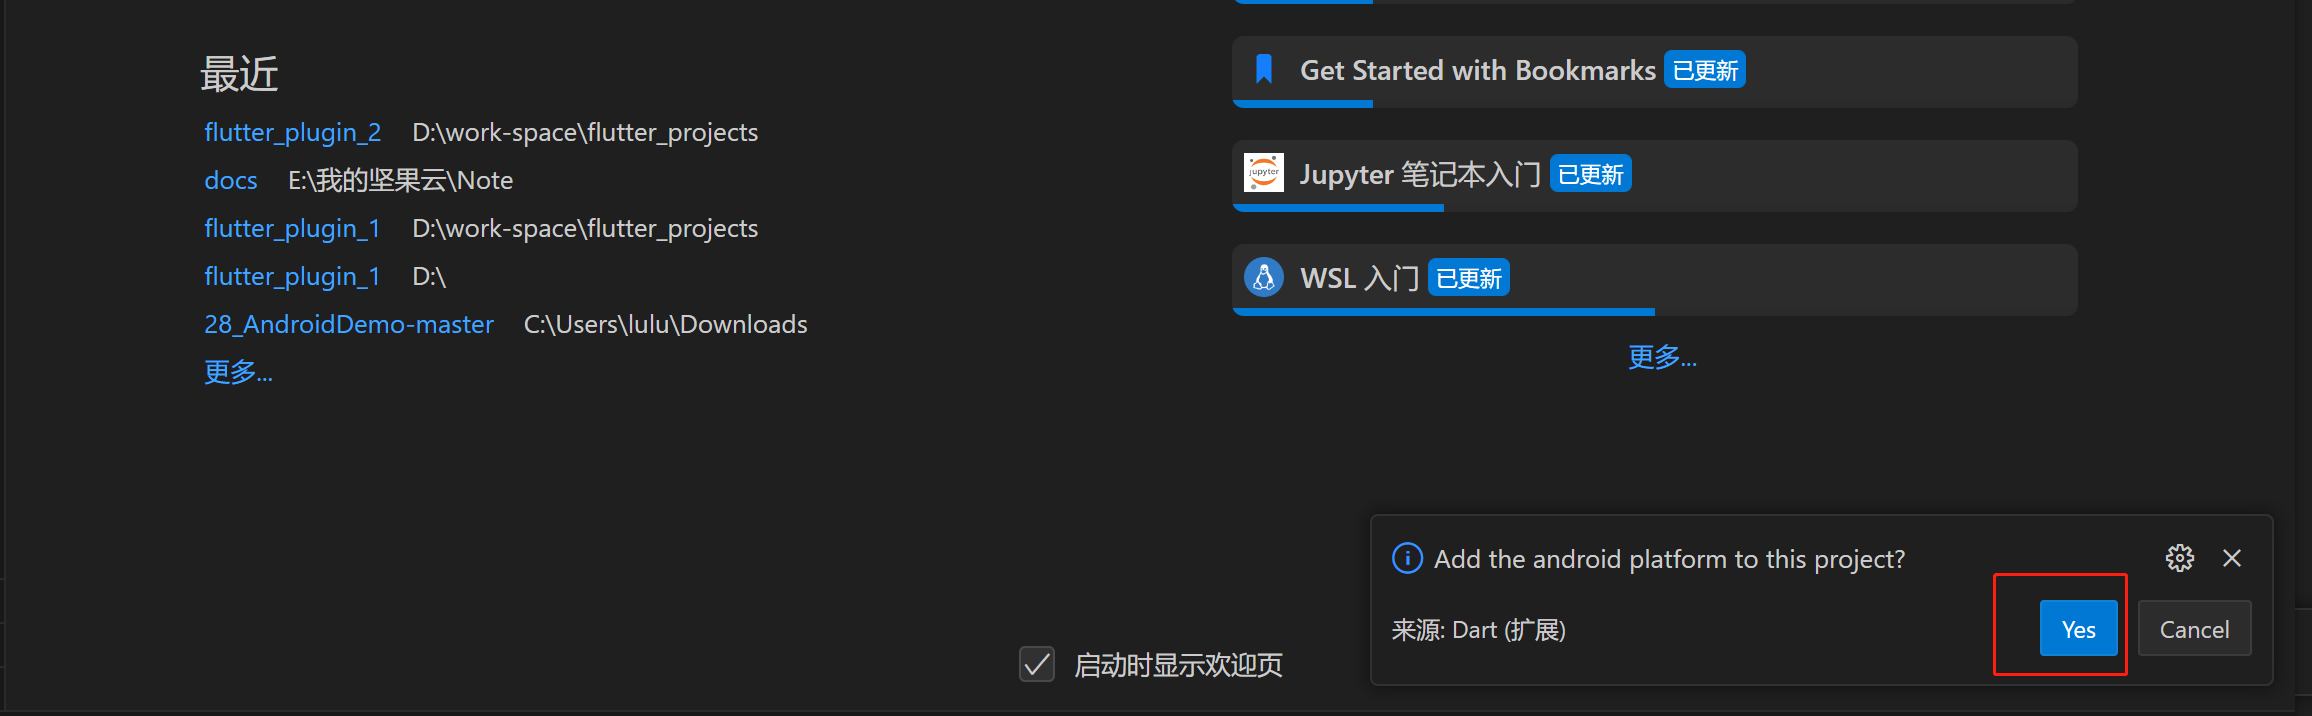 最近
flutter_plugin_2 D:\work-space\flutter_projects
docs E:\我的坚果云\Note
flutter_plugin_1 D:\work-space\flutter_projects
flutter_plugin_1 D:\
28_AndroidDemo-master C:\Users\lulu\Downloads
更多...
Get Started with Bookmarks 已更新
jupyter
Jupyter 笔记本入门 已更新
WSL 入门 已更新
更多...
启动时显示欢迎页
Add the android platform to this project?
来源: Dart (扩展)
Yes
Cancel